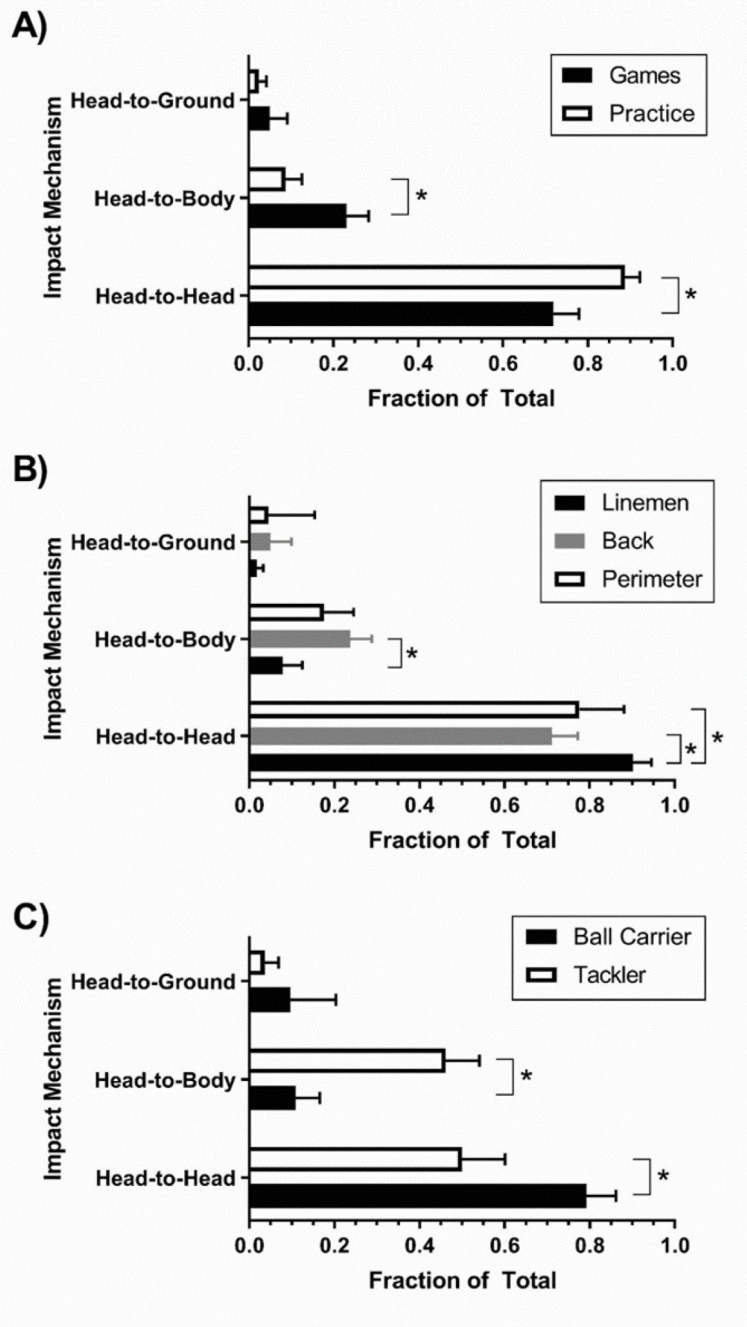 A)
Games
Practice
Impact Mechanism
Head-to-Ground
Head-to-Body
*
Head-to-Head
*
0.0 0.2 0.4 0.6 0.8 1.0
Fraction of Total
B)
Linemen
Back
Perimeter
Impact Mechanism
Head-to-Ground
Head-to-Body
*
Head-to-Head
* *
0.0 0.2 0.4 0.6 0.8 1.0
Fraction of Total
C)
Ball Carrier
Tackler
Impact Mechanism
Head-to-Ground
Head-to-Body
*
Head-to-Head
*
0.0 0.2 0.4 0.6 0.8 1.0
Fraction of Total